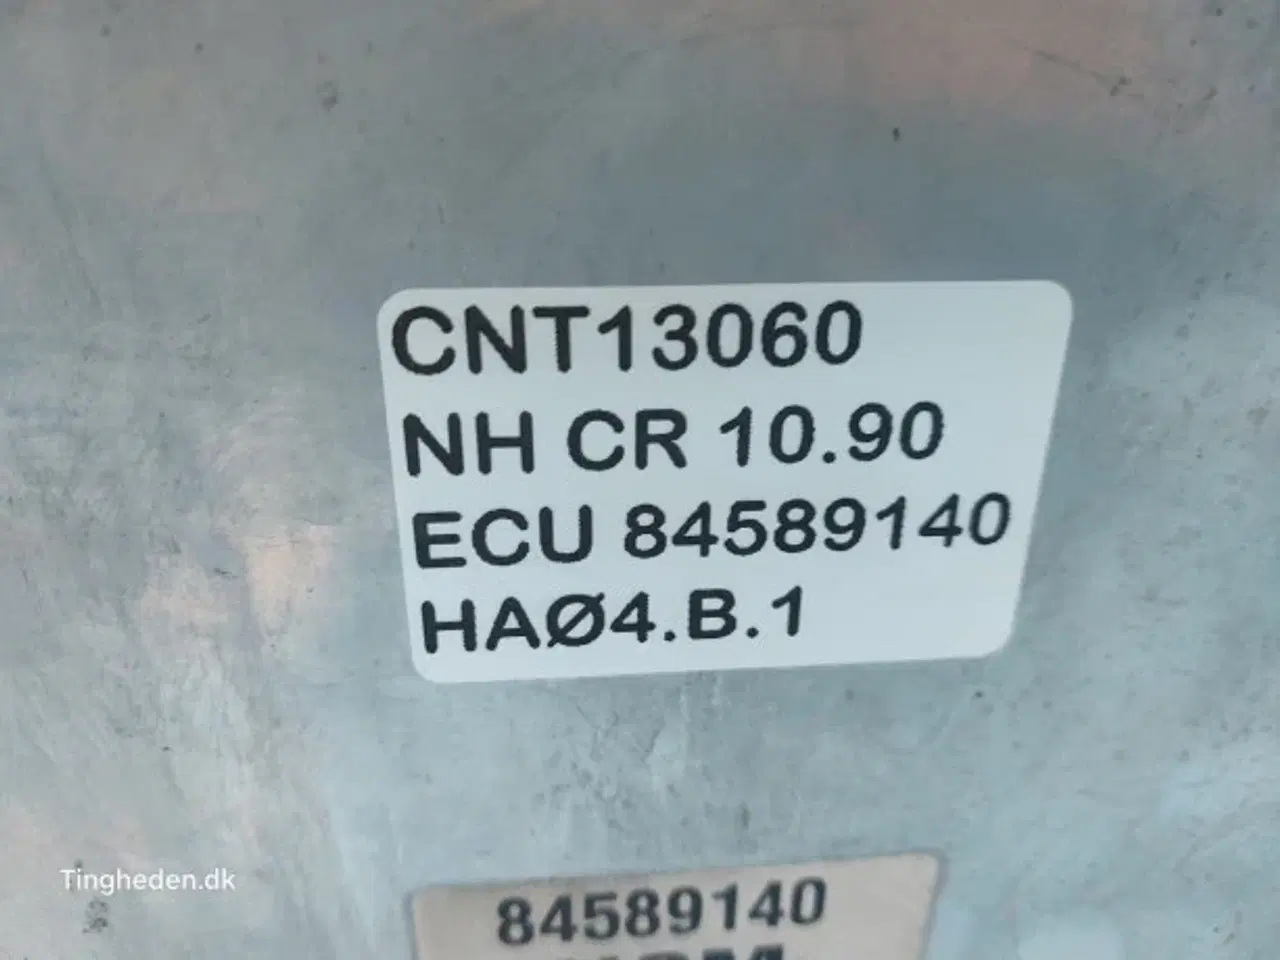 CNT13060
NH CR 10.90
ECU 84589140
HAØ4.B.1
Tingheden.dk
84589140